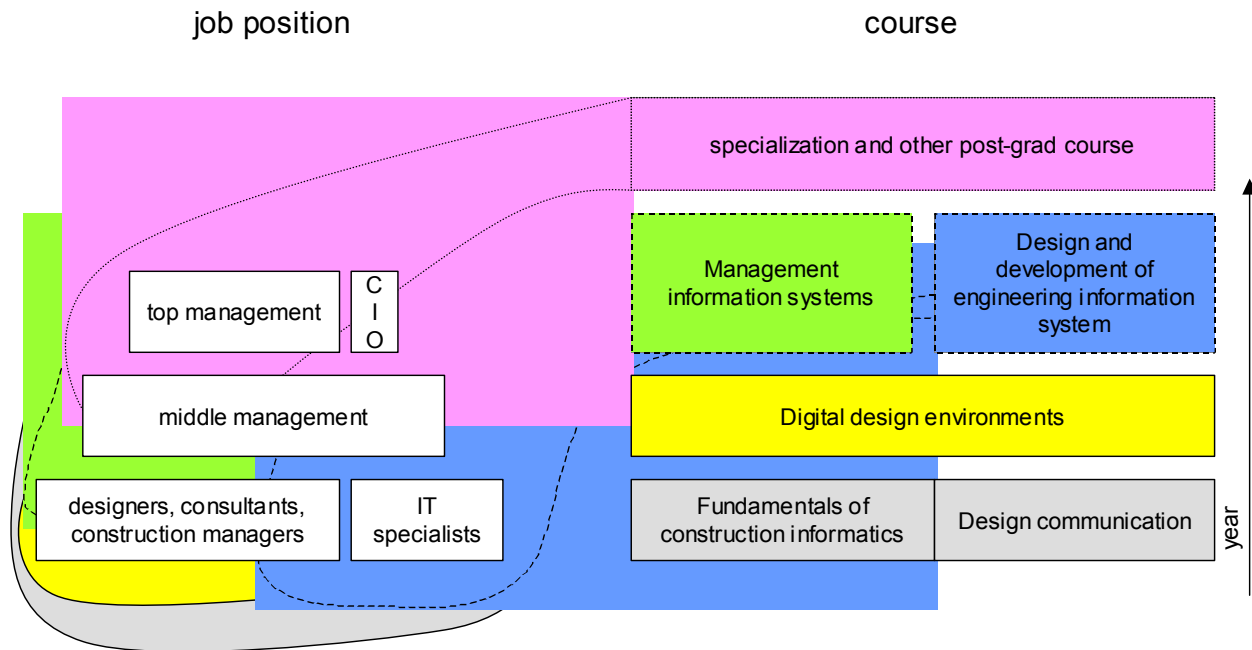 job position
course
specialization and other post-grad course
Management
information systems
Design and
development of
engineering information
system
top management
C
I
O
middle management
Digital design environments
designers, consultants,
construction managers
IT
specialists
Fundamentals of
construction informatics
Design communication
year